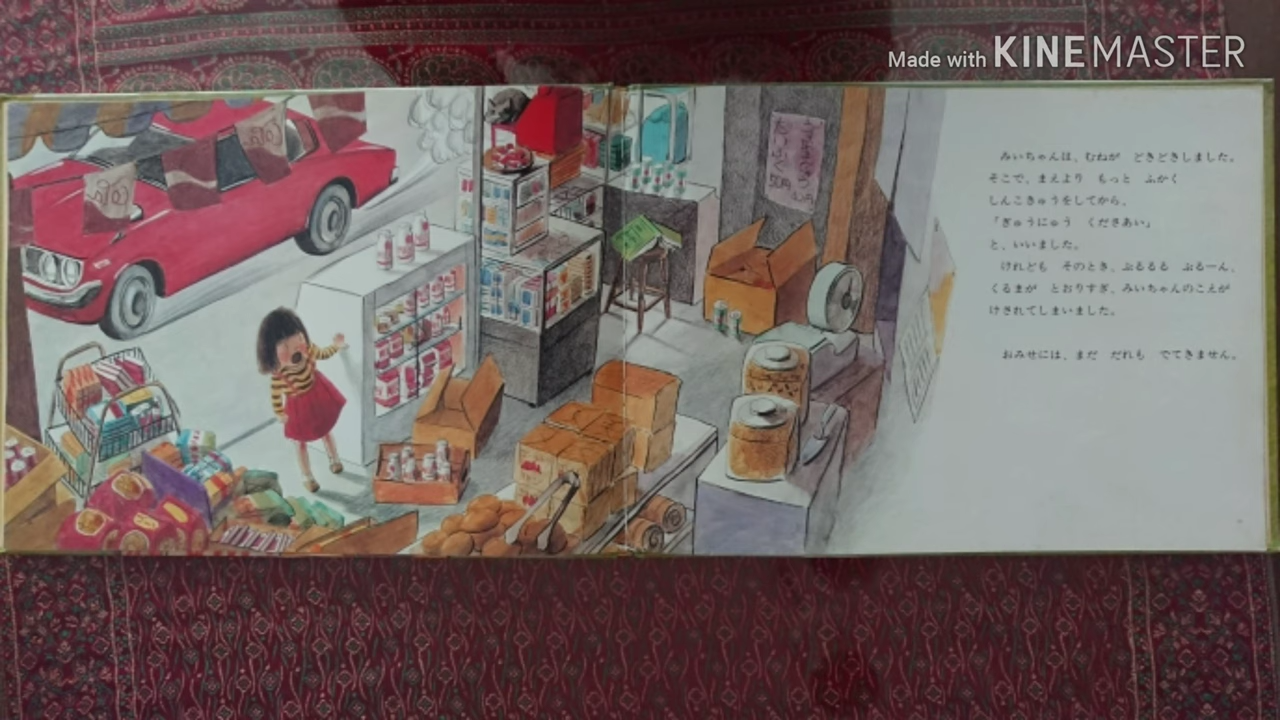 Made with KINEMASTER
みいちゃんは、むねが どきどきしました。
そこで、まえより もっと ふかく
しんこきゅうをしてから、
「ぎゅうにゅう くださあい」
と、いいました。
けれども そのとき、ぶるるる ぶるーん、
くるまが とおりすぎ、みいちゃんのこえが
けされてしまいました。
おみせには、まだ だれも でてきません。